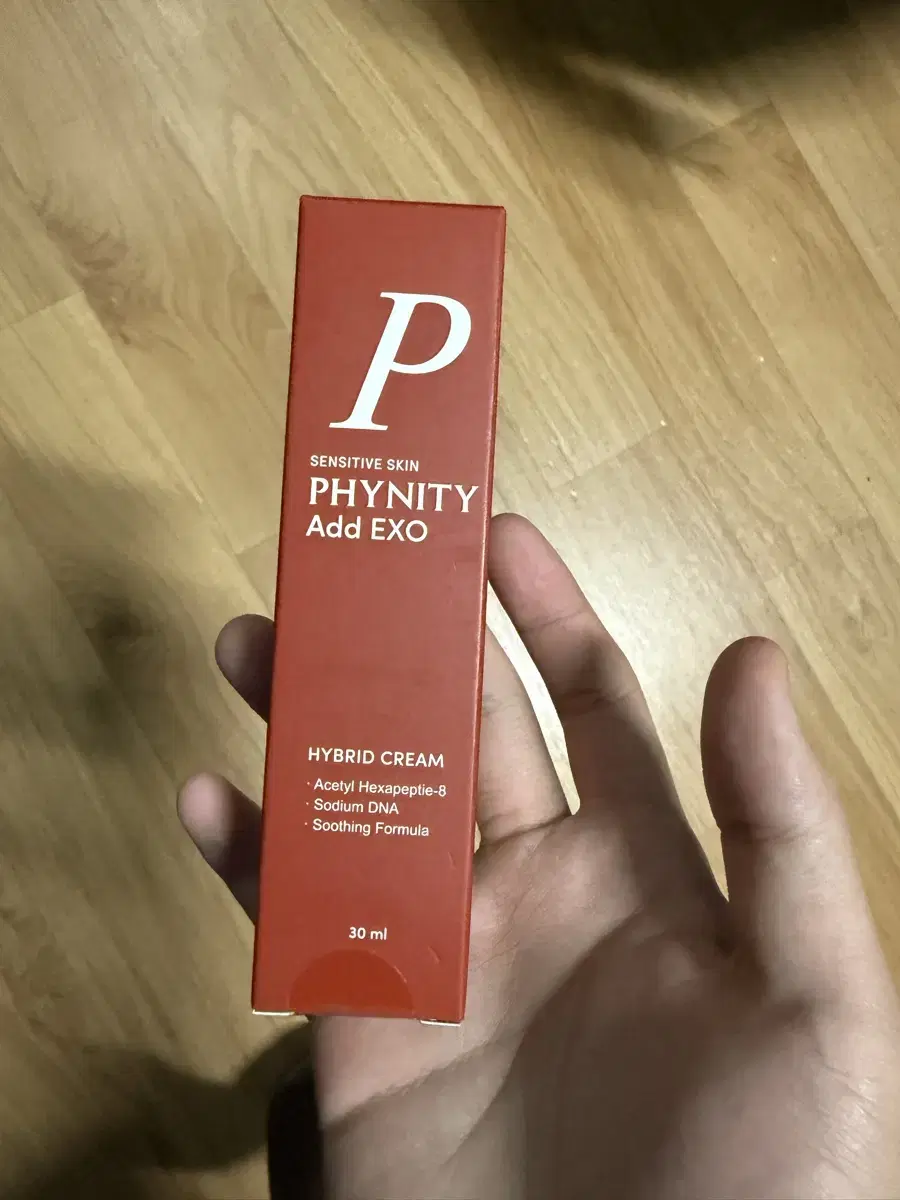 P
SENSITIVE SKIN
PHYNITY
Add EXO
HYBRID CREAM
· Acetyl Hexapeptie-8
· Sodium DNA
· Soothing Formula
30 ml